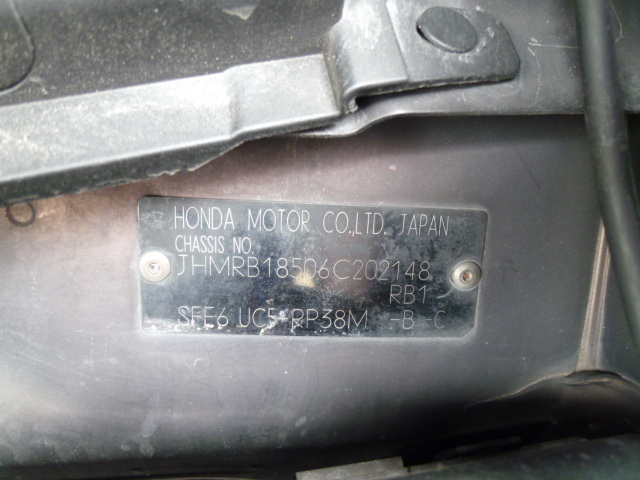 HONDA MOTOR CO.,LTD. JAPAN
CHASSIS NO.
JHMRB185D6C202148
RB1
SFE6 UC5-RP38M -B -C